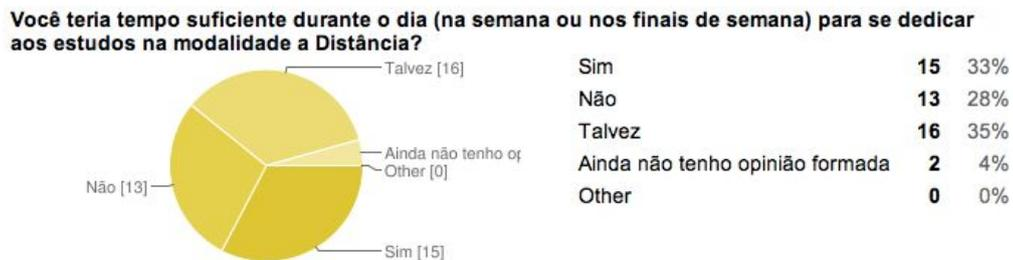 Você teria tempo suficiente durante o dia (na semana ou nos finais de semana) para se dedicar
aos estudos na modalidade a Distância?
Talvez [16]
Ainda não tenho op
Other [0]
Não [13]
Sim [15]
Sim 15 33%
Não 13 28%
Talvez 16 35%
Ainda não tenho opinião formada 2 4%
Other 0 0%